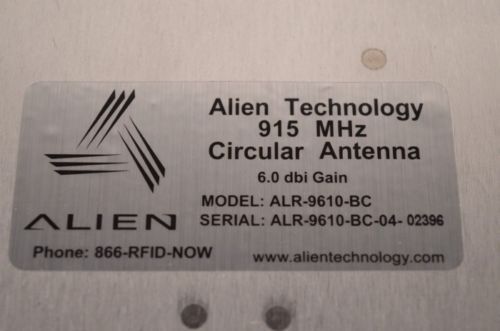 Alien Technology
915 MHz
Circular Antenna
6.0 dbi Gain
MODEL: ALR-9610-BC
SERIAL: ALR-9610-BC-04- 02396
ALIEN
Phone: 866-RFID-NOW
www.alientechnology.com